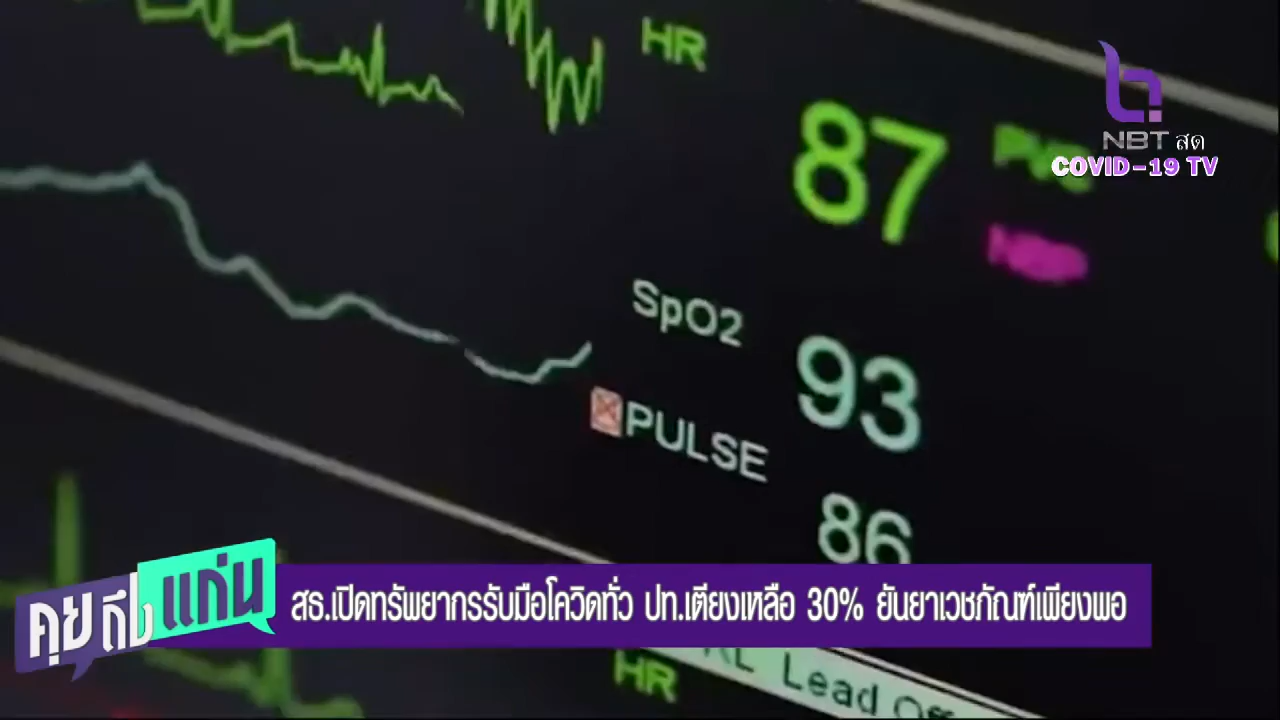 HR
87
PVC
NBT สด
COVID-19 TV
SpO2
93
PULSE
86
คุย ถึง แก่น
สธ.เปิดทรัพยากรรับมือโควิดทั่ว ปท.เตียงเหลือ 30% ยันยาเวชภัณฑ์เพียงพอ
HR
RL Lead Off